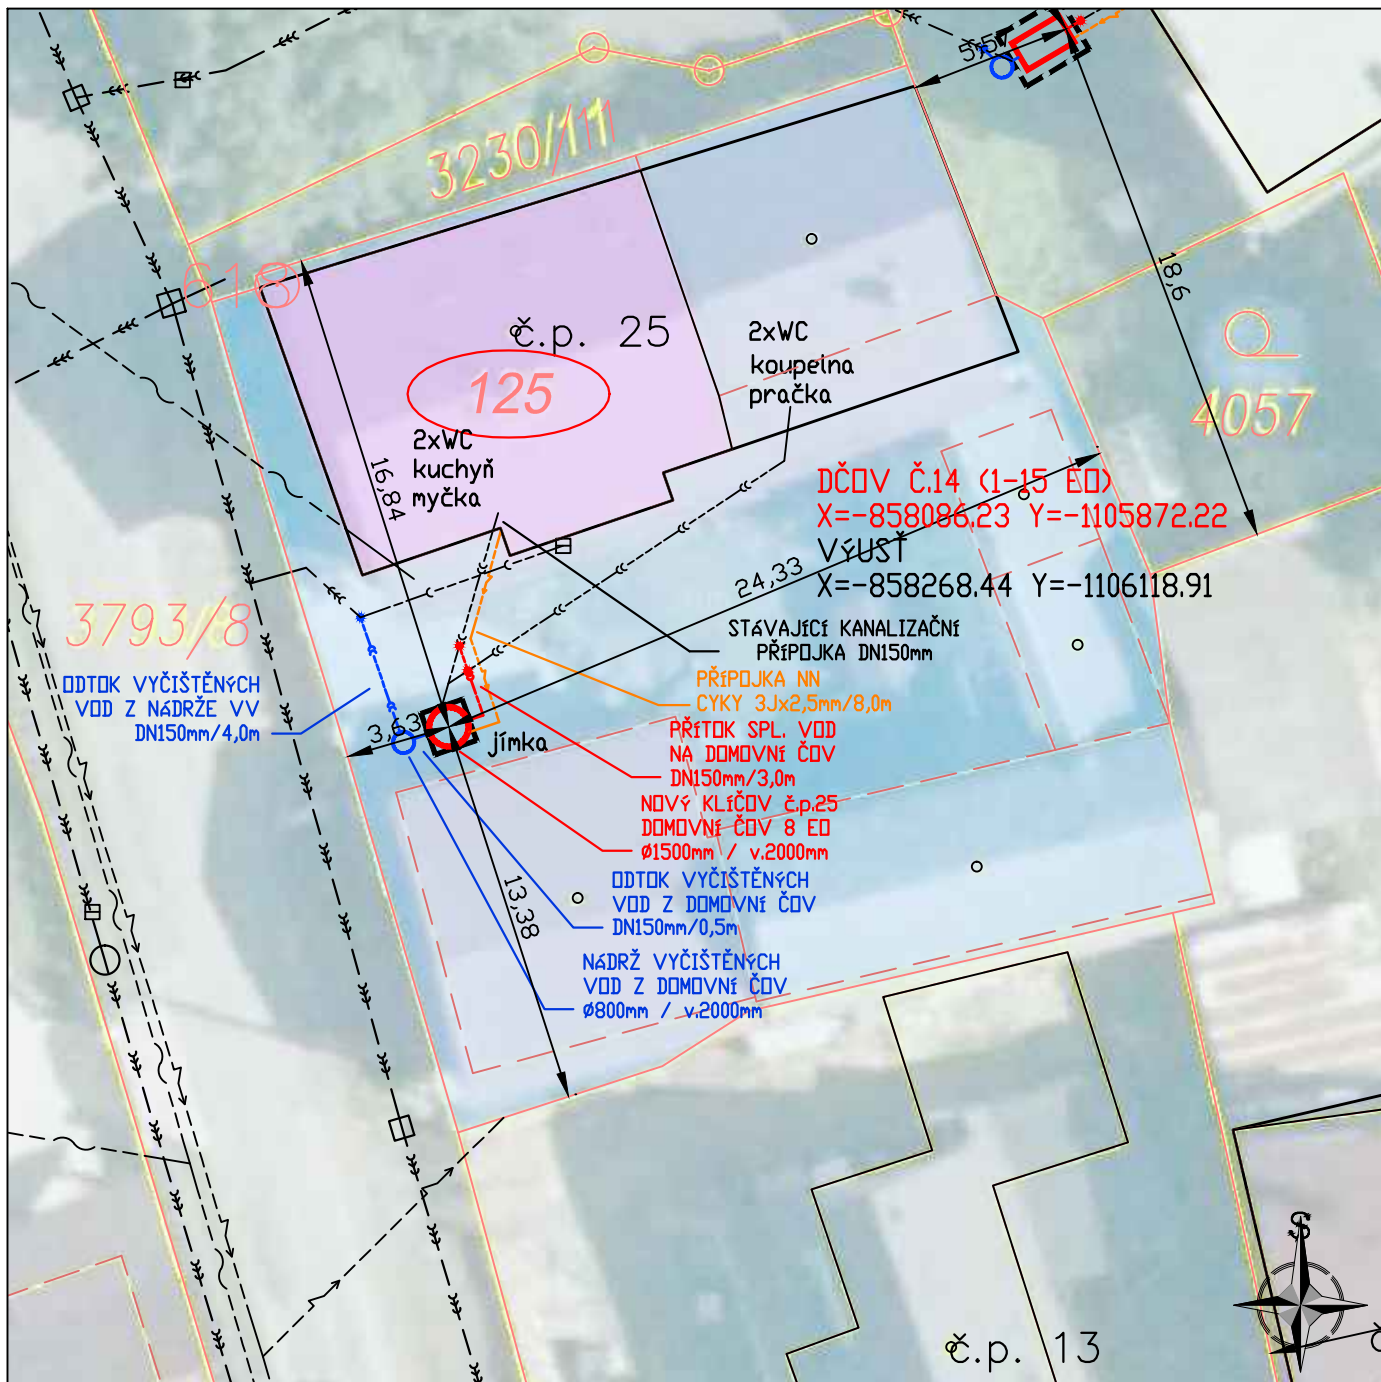 5,5
3230/111
18,6
616
č.p. 25
2xWC
koupelna
pračka
125
4057
2xWC
kuchyň
myčka
16,84
DČOV Č.14 (1-15 EO)
X=-858086.23 Y=-1105872.22
VÝUSŤ
X=-858268.44 Y=-1106118.91
24,33
3793/8
STÁVAJÍCÍ KANALIZAČNÍ
PŘÍPOJKA DN150mm
ODTOK VYČIŠTĚNÝCH
VOD Z NÁDRŽE VV
DN150mm/4,0m
PŘÍPOJKA NN
CYKY 3Jx2,5mm/8,0m
3,63
jímka
PŘÍTOK SPL. VOD
NA DOMOVNÍ ČOV
DN150mm/3,0m
NOVÝ KLÍČOV č.p.25
DOMOVNÍ ČOV 8 EO
Ø1500mm / v.2000mm
13,38
ODTOK VYČIŠTĚNÝCH
VOD Z DOMOVNÍ ČOV
DN150mm/0,5m
NÁDRŽ VYČIŠTĚNÝCH
VOD Z DOMOVNÍ ČOV
Ø800mm / v.2000mm
S
č.p. 13